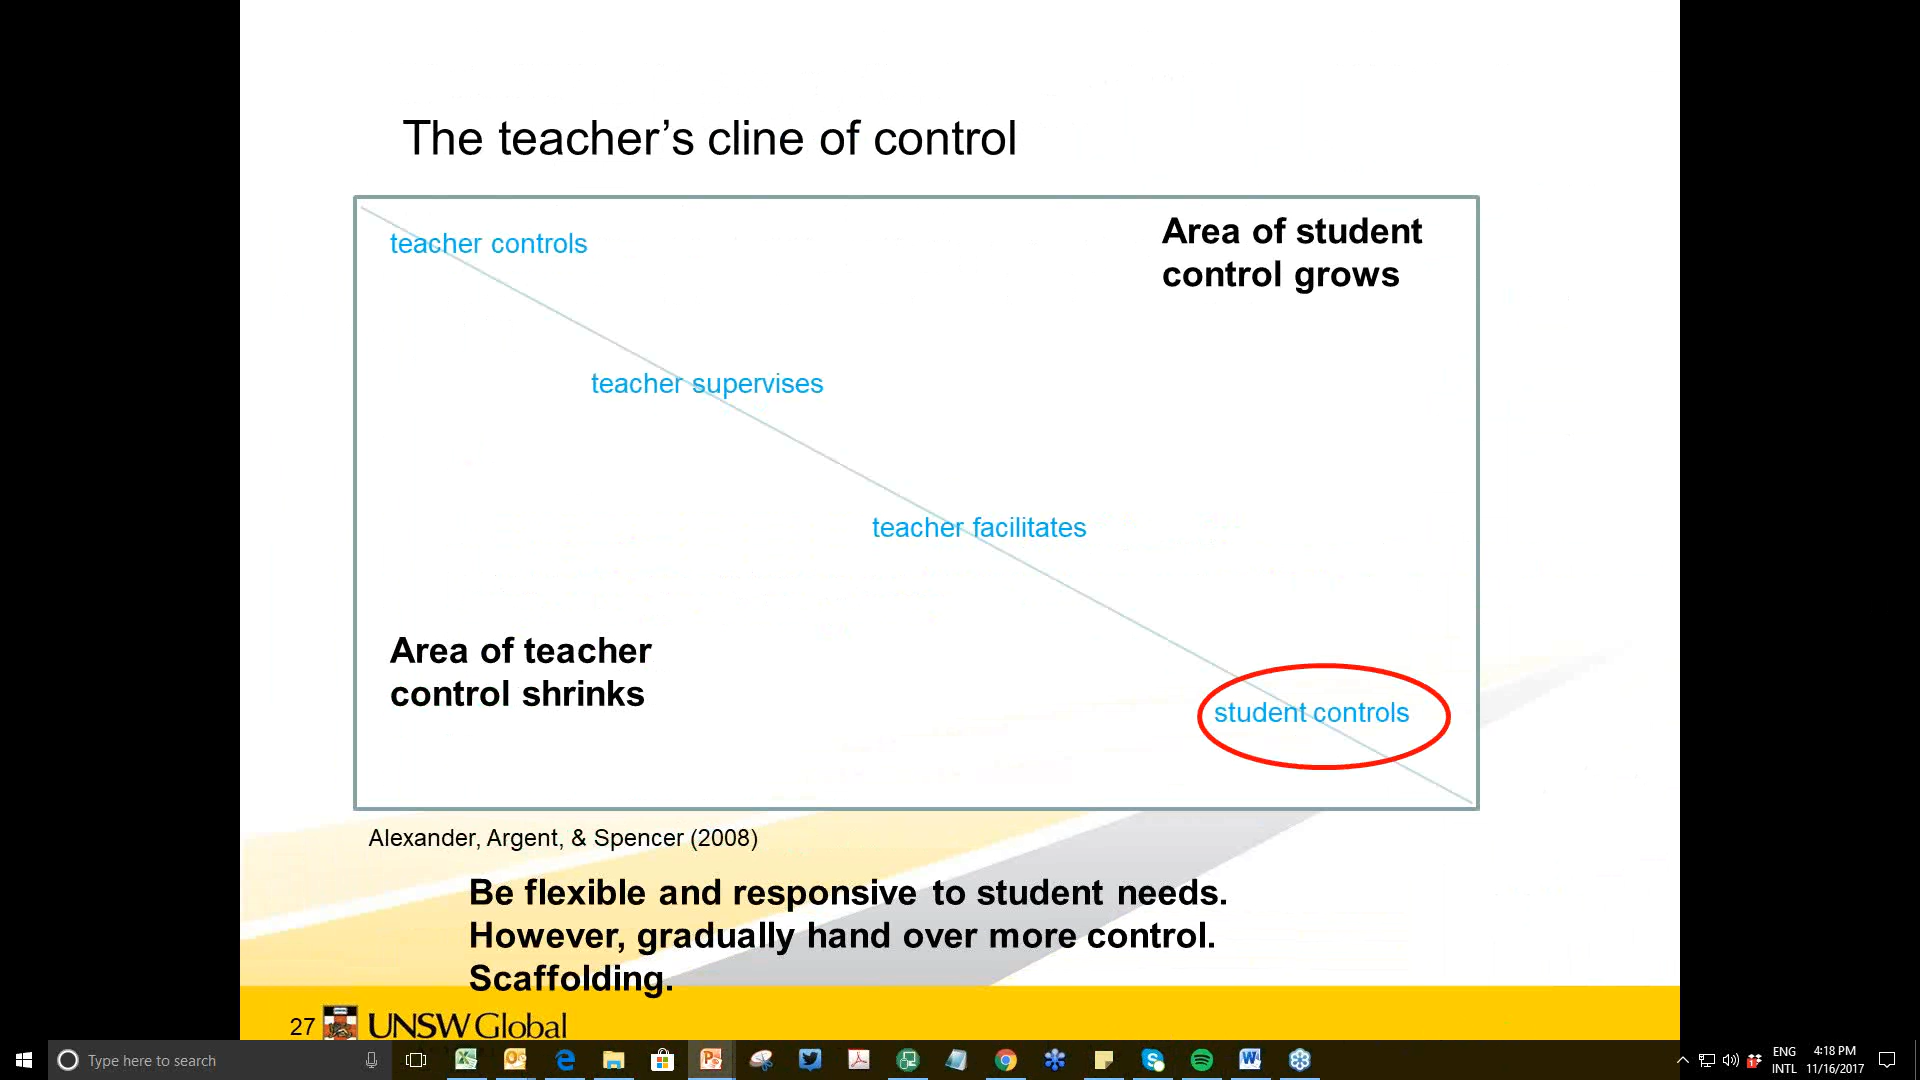 The teacher’s cline of control
teacher controls
Area of student
control grows
teacher supervises
teacher facilitates
Area of teacher
control shrinks
student controls
Alexander, Argent, & Spencer (2008)
Be flexible and responsive to student needs.
However, gradually hand over more control.
Scaffolding.
27
UNSW Global
Type here to search
ENG
INTL
4:18 PM
11/16/2017